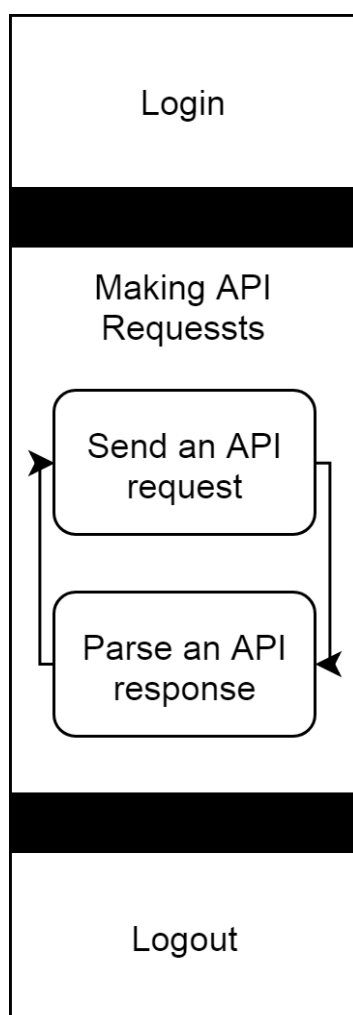 Login
Making API
Requessts
Send an API
request
Parse an API
response
Logout